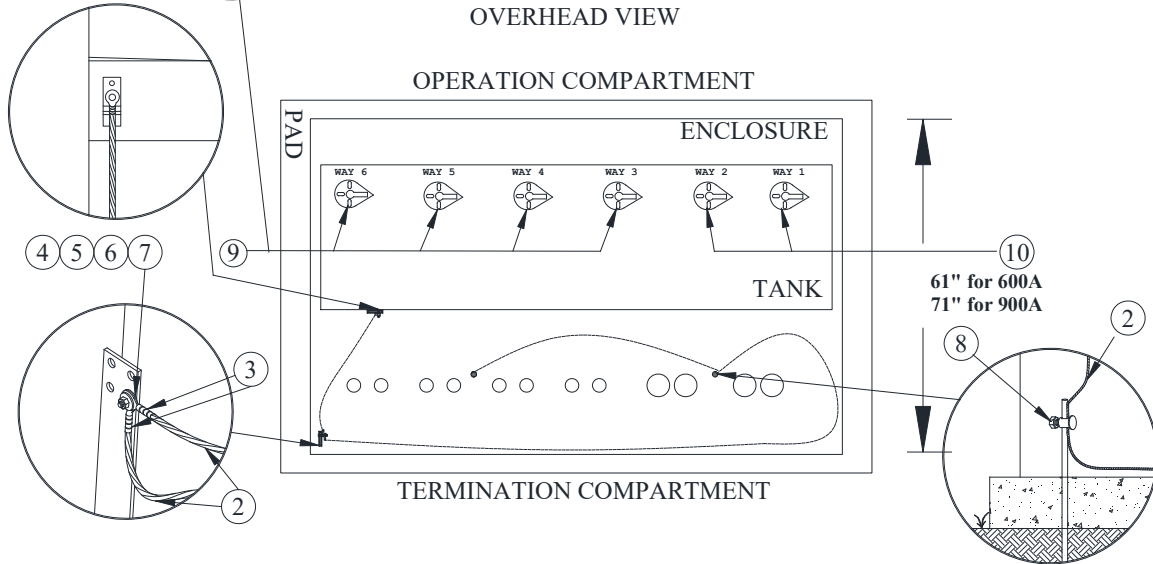 OVERHEAD VIEW
OPERATION COMPARTMENT
PAD
ENCLOSURE
WAY 6 WAY 5 WAY 4 WAY 3 WAY 2 WAY 1
4 5 6 7
9
10
61" for 600A
71" for 900A
TANK
3
8
2
2
TERMINATION COMPARTMENT